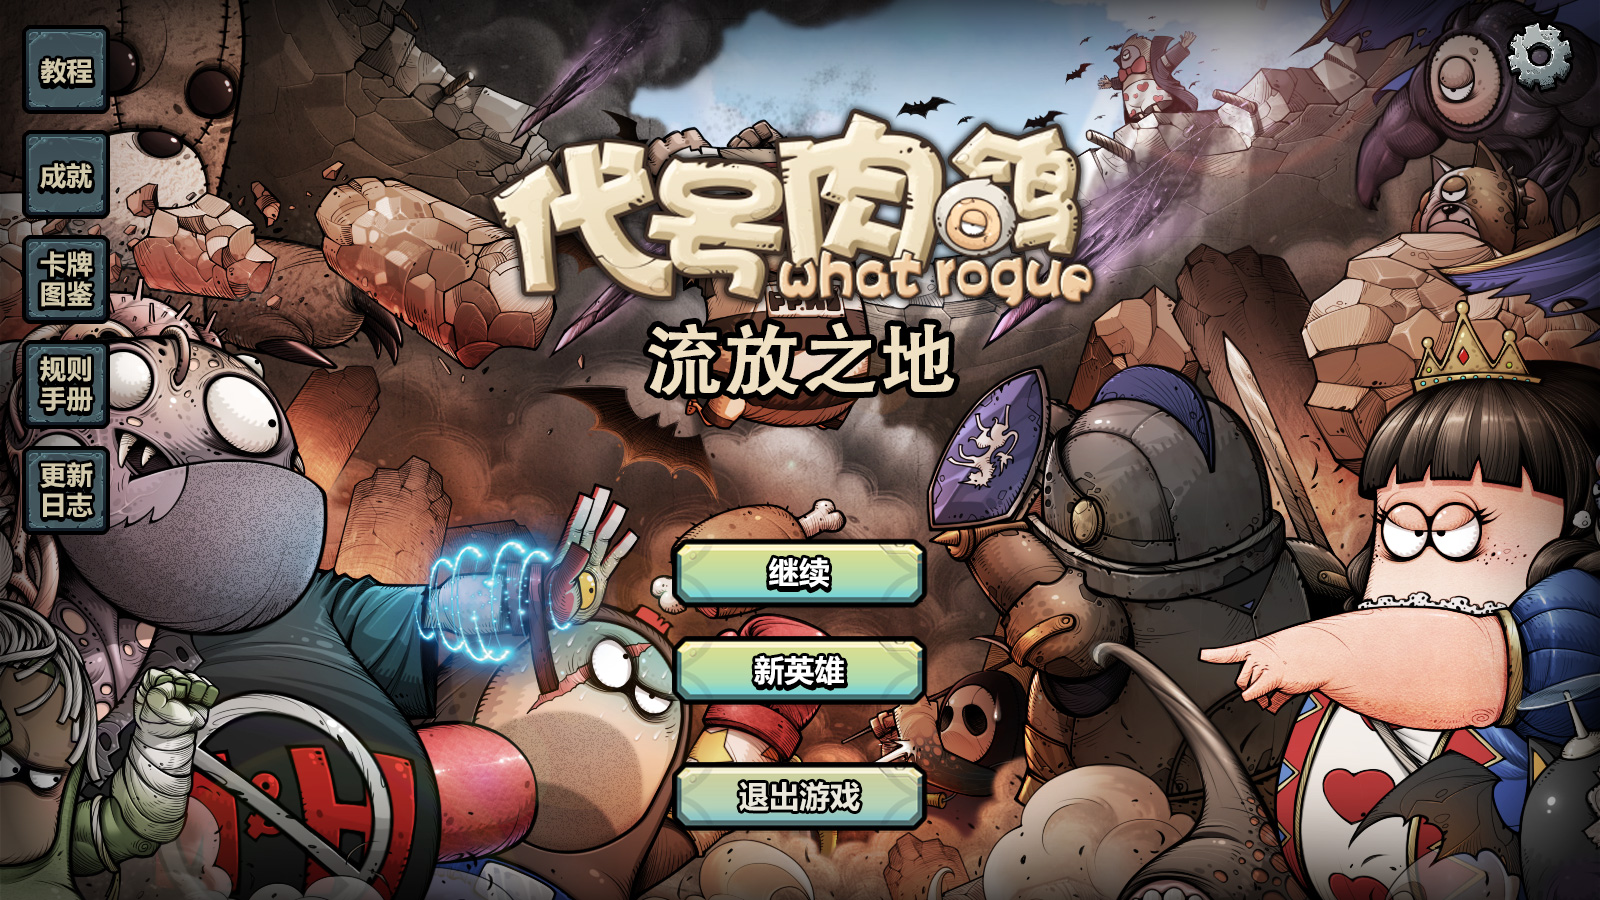 教程
成就
卡牌
图鉴
规则
手册
更新
日志
代号肉鸽
what rogue
流放之地
继续
新英雄
退出游戏